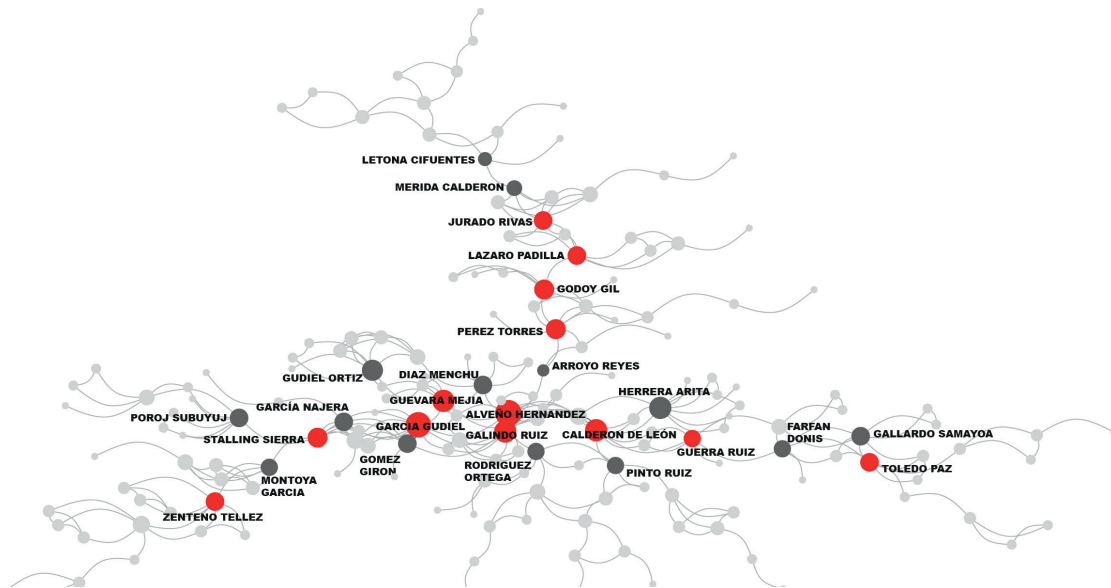 LETONA CIFUENTES
MERIDA CALDERON
JURADO RIVAS
LAZARO PADILLA
GODOY GIL
PEREZ TORRES
ARROYO REYES
GUDIEL ORTIZ
DIAZ MENCHU
HERRERA ARITA
GUEVARA MEJIA
GARCÍA NAJERA
ALVEÑO HERNANDEZ
POROJ SUBUYUJ
GARCIA GUDIEL
STALLING SIERRA
GALINDO RUIZ
CALDERON DE LEÓN
FARFAN
DONIS
GALLARDO SAMAYOA
GUERRA RUIZ
GOMEZ
GIRON
RODRIGUEZ
ORTEGA
PINTO RUIZ
TOLEDO PAZ
MONTOYA
GARCIA
ZENTENO TELLEZ